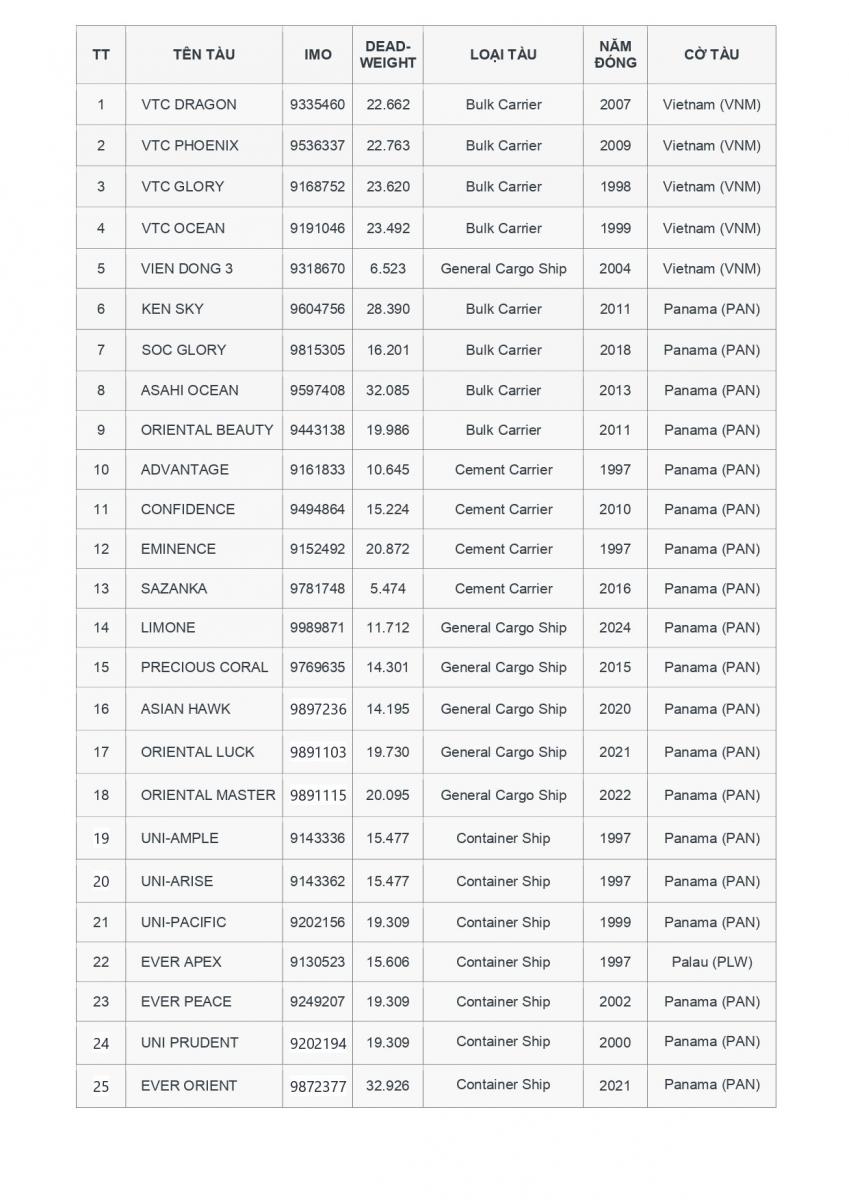 TT TÊN TÀU IMO DEAD-WEIGHT LOẠI TÀU NĂM ĐÓNG CỜ TÀU
1 VTC DRAGON 9335460 22.662 Bulk Carrier 2007 Vietnam (VNM)
2 VTC PHOENIX 9536337 22.763 Bulk Carrier 2009 Vietnam (VNM)
3 VTC GLORY 9168752 23.620 Bulk Carrier 1998 Vietnam (VNM)
4 VTC OCEAN 9191046 23.492 Bulk Carrier 1999 Vietnam (VNM)
5 VIEN DONG 3 9318670 6.523 General Cargo Ship 2004 Vietnam (VNM)
6 KEN SKY 9604756 28.390 Bulk Carrier 2011 Panama (PAN)
7 SOC GLORY 9815305 16.201 Bulk Carrier 2018 Panama (PAN)
8 ASAHI OCEAN 9597408 32.085 Bulk Carrier 2013 Panama (PAN)
9 ORIENTAL BEAUTY 9443138 19.986 Bulk Carrier 2011 Panama (PAN)
10 ADVANTAGE 9161833 10.645 Cement Carrier 1997 Panama (PAN)
11 CONFIDENCE 9494864 15.224 Cement Carrier 2010 Panama (PAN)
12 EMINENCE 9152492 20.872 Cement Carrier 1997 Panama (PAN)
13 SAZANKA 9781748 5.474 Cement Carrier 2016 Panama (PAN)
14 LIMONE 9989871 11.712 General Cargo Ship 2024 Panama (PAN)
15 PRECIOUS CORAL 9769635 14.301 General Cargo Ship 2015 Panama (PAN)
16 ASIAN HAWK 9897236 14.195 General Cargo Ship 2020 Panama (PAN)
17 ORIENTAL LUCK 9891103 19.730 General Cargo Ship 2021 Panama (PAN)
18 ORIENTAL MASTER 9891115 20.095 General Cargo Ship 2022 Panama (PAN)
19 UNI-AMPLE 9143336 15.477 Container Ship 1997 Panama (PAN)
20 UNI-ARISE 9143362 15.477 Container Ship 1997 Panama (PAN)
21 UNI-PACIFIC 9202156 19.309 Container Ship 1999 Panama (PAN)
22 EVER APEX 9130523 15.606 Container Ship 1997 Palau (PLW)
23 EVER PEACE 9249207 19.309 Container Ship 2002 Panama (PAN)
24 UNI PRUDENT 9202194 19.309 Container Ship 2000 Panama (PAN)
25 EVER ORIENT 9872377 32.926 Container Ship 2021 Panama (PAN)